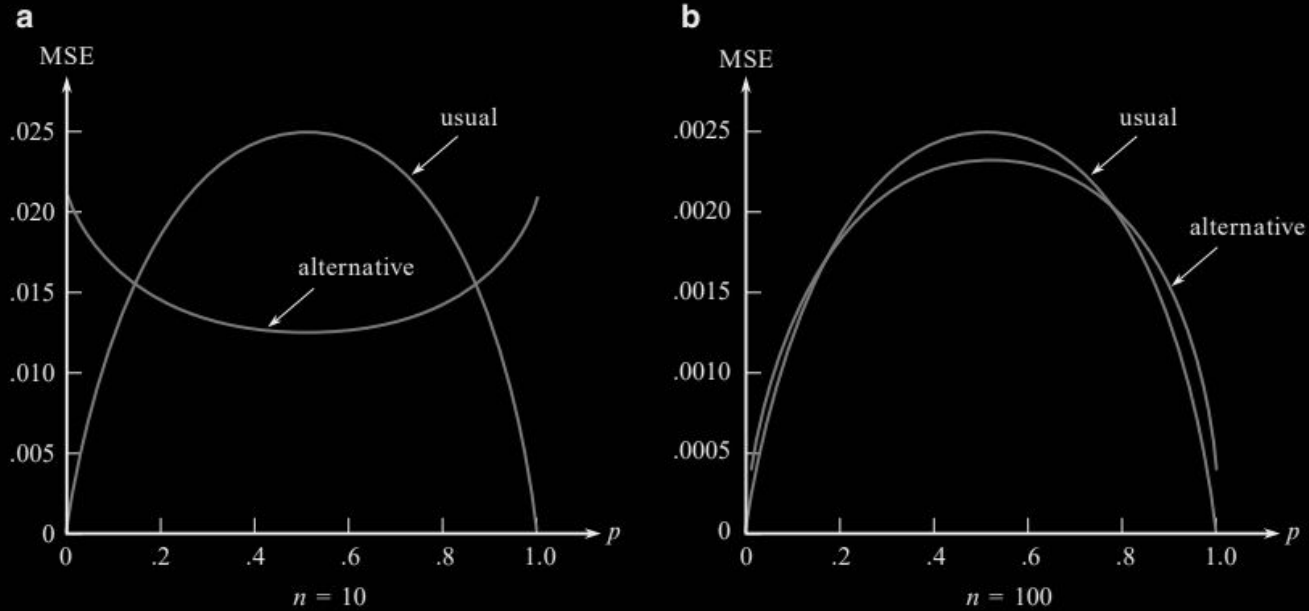 a
MSE
.025
.020
.015
.010
.005
0
usual
alternative
0 .2 .4 .6 .8 1.0 p
n = 10
b
MSE
.0025
.0020
.0015
.0010
.0005
0
usual
alternative
0 .2 .4 .6 .8 1.0 p
n = 100